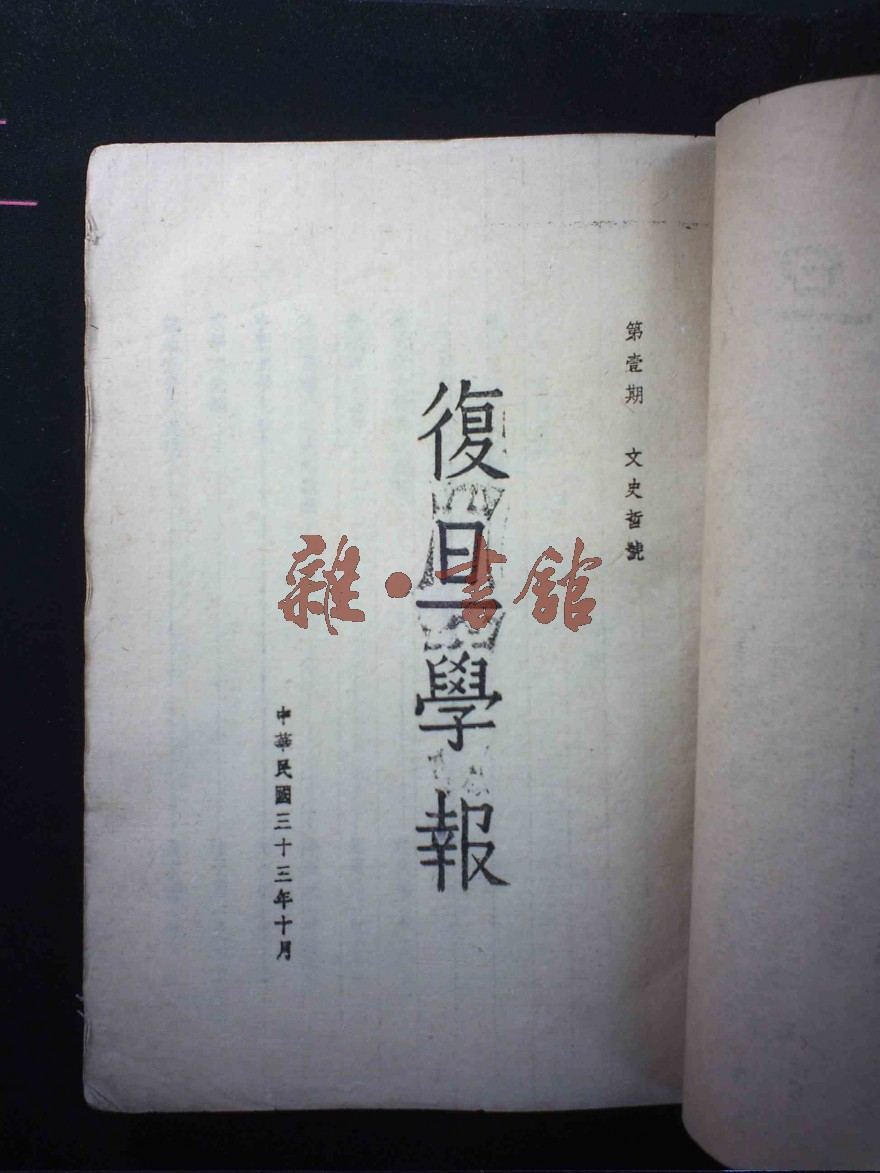 第壹期　文史哲號
復旦學報
中華民國三十三年十月
雜·書館